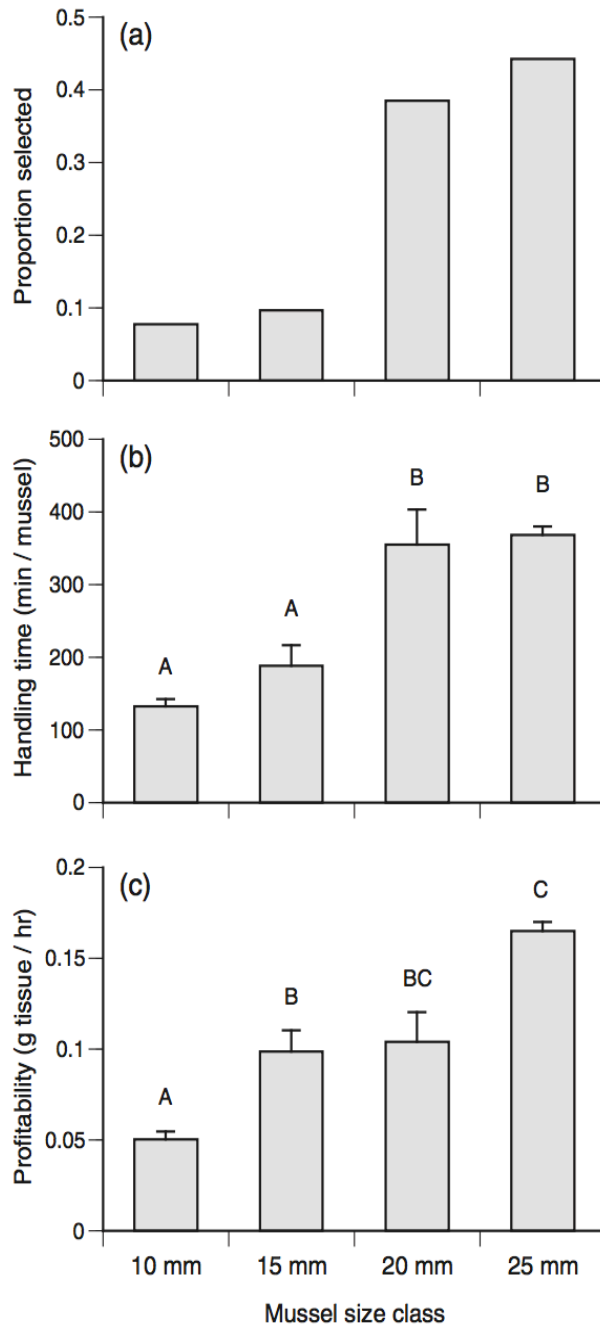 (a)
Proportion selected
0.5
0.4
0.3
0.2
0.1
0
(b)
Handling time (min / mussel)
500
400
300
200
100
0
A
A
B
B
(c)
Profitability (g tissue / hr)
0.2
0.15
0.1
0.05
0
A
B
BC
C
10 mm 15 mm 20 mm 25 mm
Mussel size class